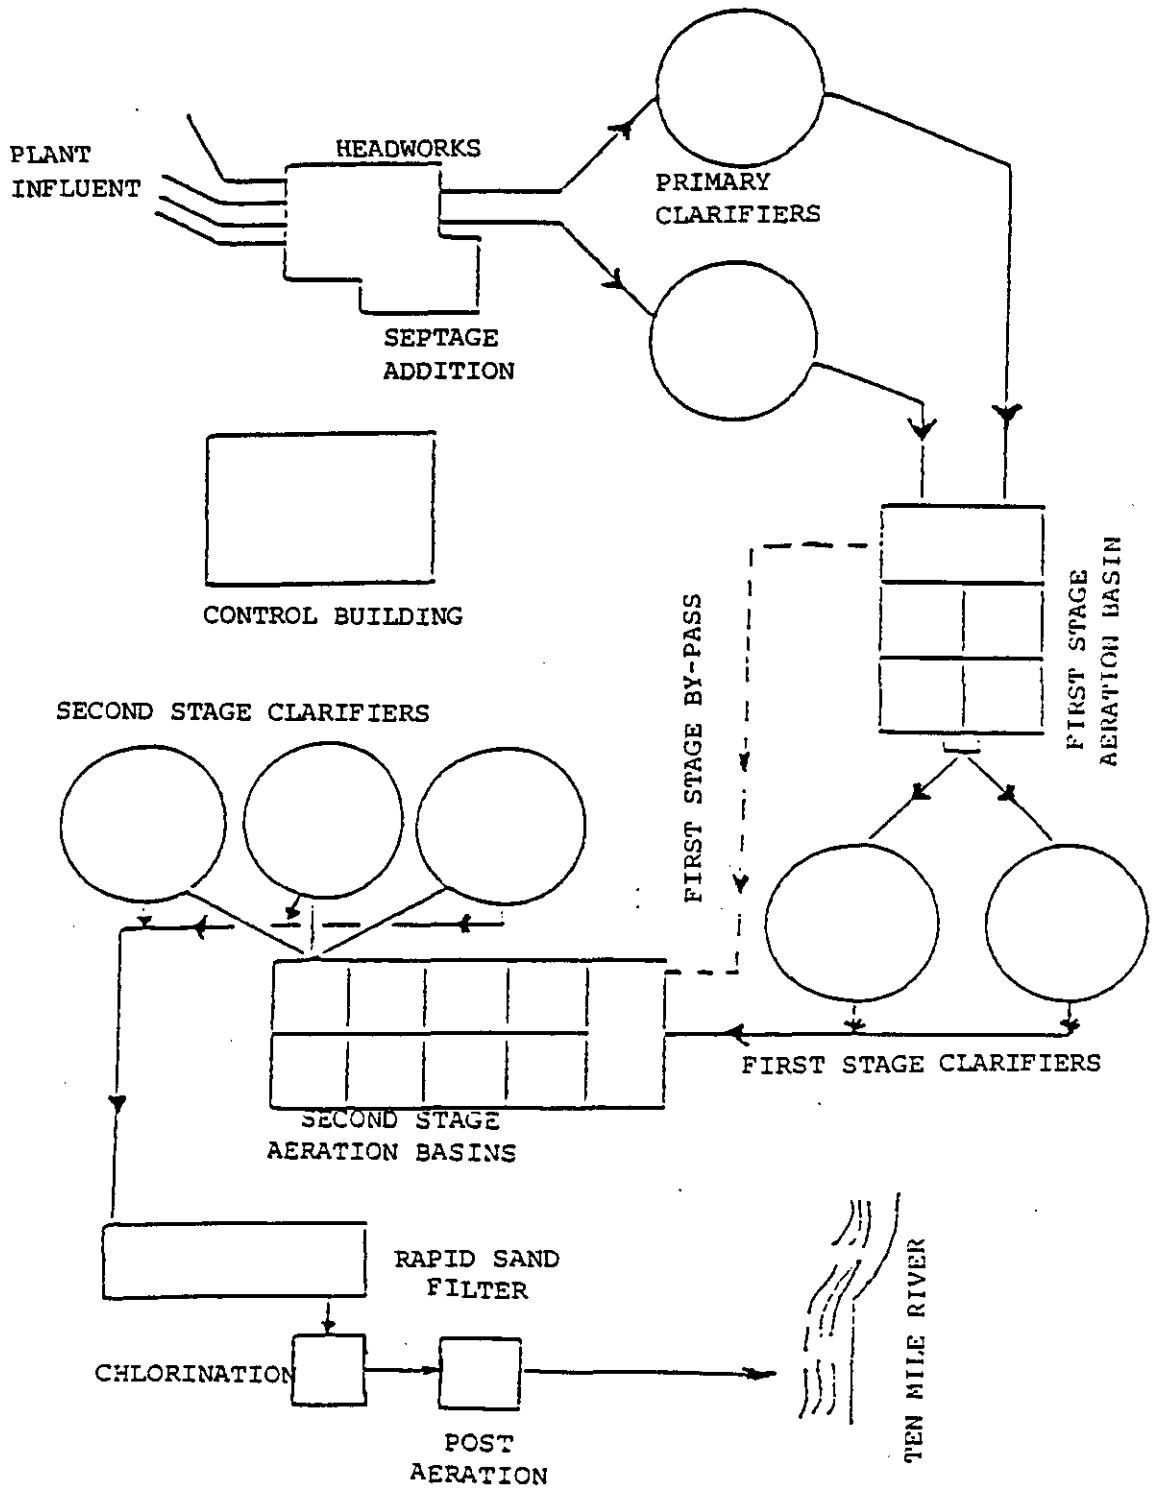 HEADWORKS
PLANT
INFLUENT
PRIMARY
CLARIFIERS
SEPTAGE
ADDITION
CONTROL BUILDING
FIRST STAGE
AERATION BASIN
FIRST STAGE BY-PASS
SECOND STAGE CLARIFIERS
FIRST STAGE CLARIFIERS
SECOND STAGE
AERATION BASINS
RAPID SAND
FILTER
CHLORINATION
POST
AERATION
TEN MILE RIVER